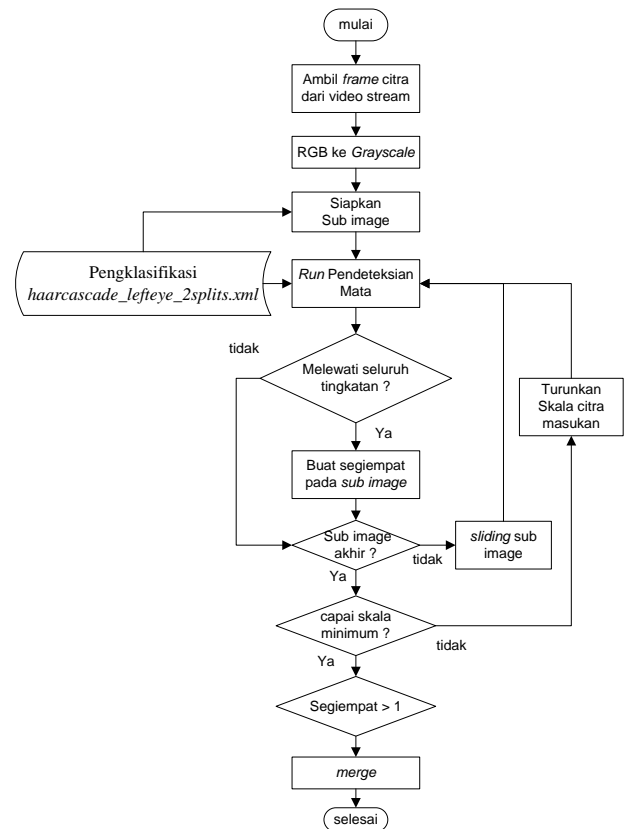 mulai
Ambil frame citra
dari video stream
RGB ke Grayscale
Siapkan
Sub image
Pengklasifikasi
haarcascade_lefteye_2splits.xml
Run Pendeteksian
Mata
tidak
Melewati seluruh
tingkatan ?
Turunkan
Skala citra
masukan
Ya
Buat segiempat
pada sub image
Sub image
akhir ?
tidak
sliding sub
image
Ya
capai skala
minimum ?
tidak
Ya
Segiempat > 1
merge
selesai